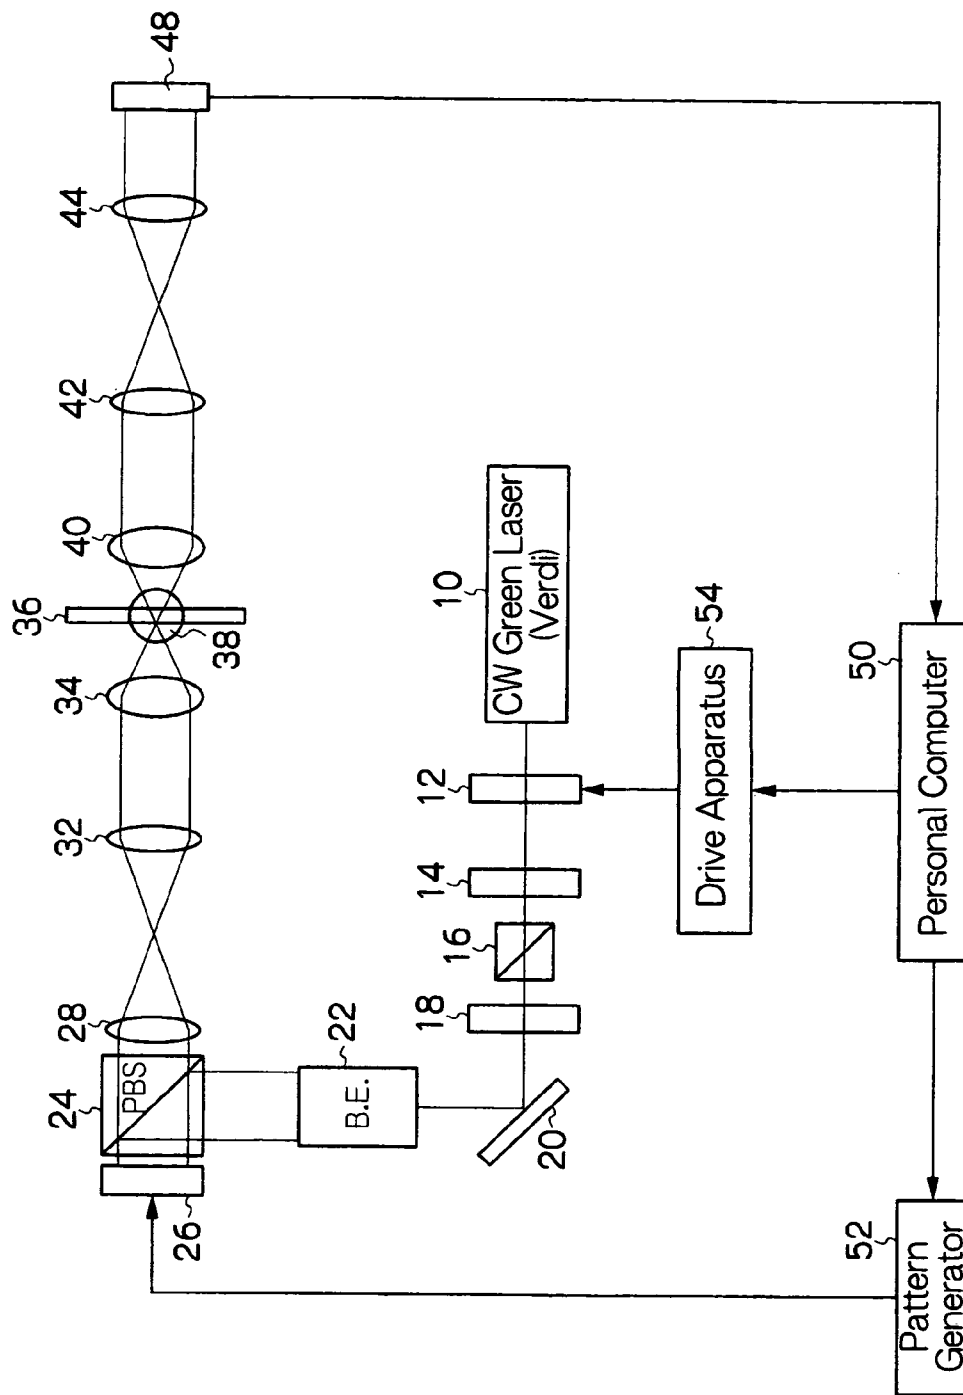 48
44
42
40
36
38
34
32
28
24
PBS
26
22
B.E.
20
18
16
14
12
10
CW Green Laser
(Verdi)
54
Drive Apparatus
50
Personal Computer
52
Pattern
Generator